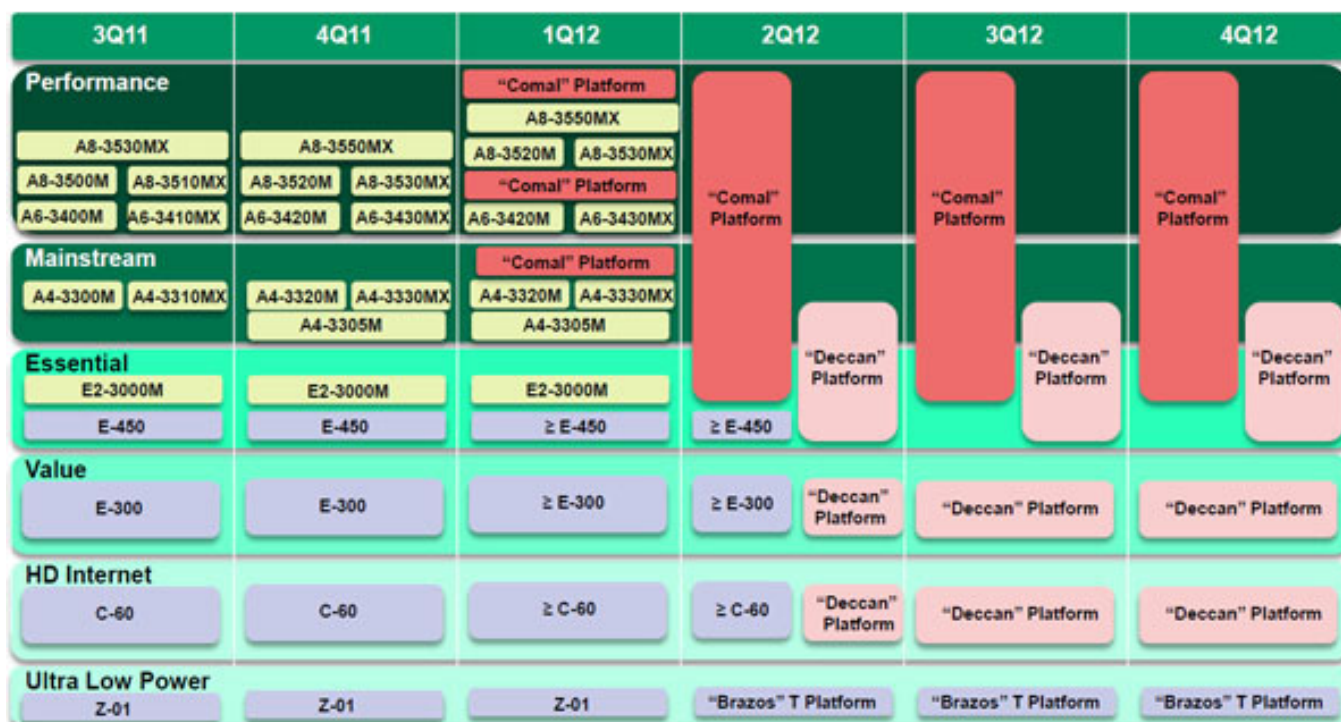 3Q11 4Q11 1Q12 2Q12 3Q12 4Q12
Performance
A8-3530MX
A8-3500M A8-3510MX
A6-3400M A6-3410MX
A8-3550MX
A8-3520M A8-3530MX
A6-3420M A6-3430MX
“Comal” Platform
A8-3550MX
A8-3520M A8-3530MX
“Comal” Platform
A6-3420M A6-3430MX
“Comal”
Platform
“Comal”
Platform
“Comal”
Platform
Mainstream
A4-3300M A4-3310MX
A4-3320M A4-3330MX
A4-3305M
“Comal” Platform
A4-3320M A4-3330MX
A4-3305M
“Deccan”
Platform
“Deccan”
Platform
“Deccan”
Platform
Essential
E2-3000M E2-3000M E2-3000M
E-450 E-450 ≥ E-450 ≥ E-450
Value
E-300 E-300 ≥ E-300 ≥ E-300
“Deccan”
Platform
“Deccan” Platform
“Deccan” Platform
HD Internet
C-60 C-60 ≥ C-60 ≥ C-60
“Deccan”
Platform
“Deccan” Platform
“Deccan” Platform
Ultra Low Power
Z-01 Z-01 Z-01 “Brazos” T Platform “Brazos” T Platform “Brazos” T Platform